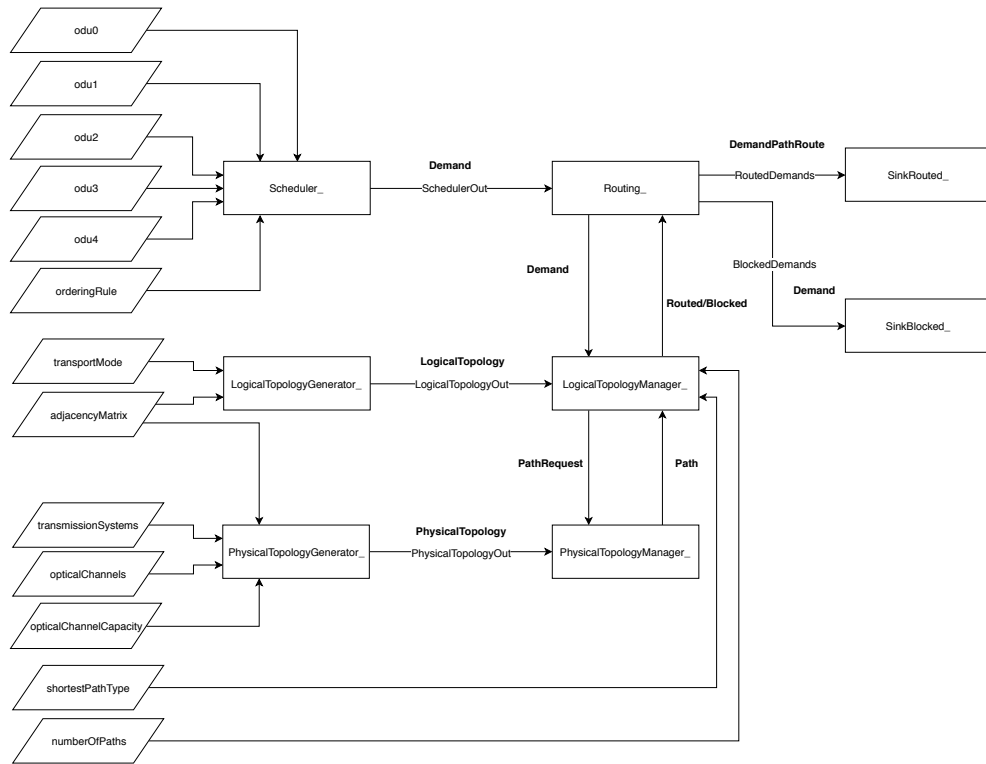 odu0
odu1
odu2
odu3
odu4
orderingRule
Scheduler_
Demand
SchedulerOut
Routing_
DemandPathRoute
RoutedDemands
SinkRouted_
BlockedDemands
Demand
SinkBlocked_
Demand
Routed/Blocked
transportMode
adjacencyMatrix
LogicalTopologyGenerator_
LogicalTopology
LogicalTopologyOut
LogicalTopologyManager_
PathRequest
Path
transmissionSystems
opticalChannels
opticalChannelCapacity
PhysicalTopologyGenerator_
PhysicalTopology
PhysicalTopologyOut
PhysicalTopologyManager_
shortestPathType
numberOfPaths